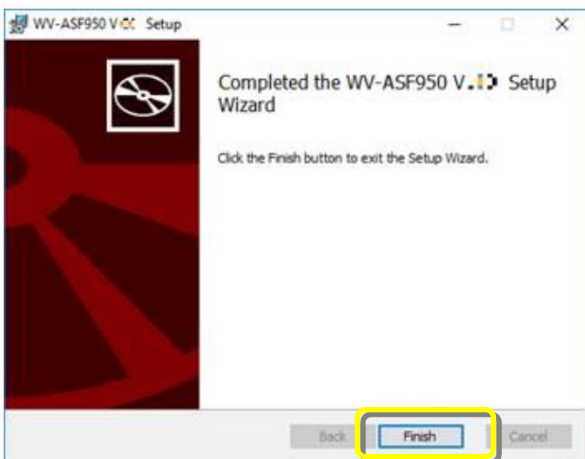 WV-ASF950 V Setup
Completed the WV-ASF950 V. Setup
Wizard
Click the Finish button to exit the Setup Wizard.
Back Finish Cancel